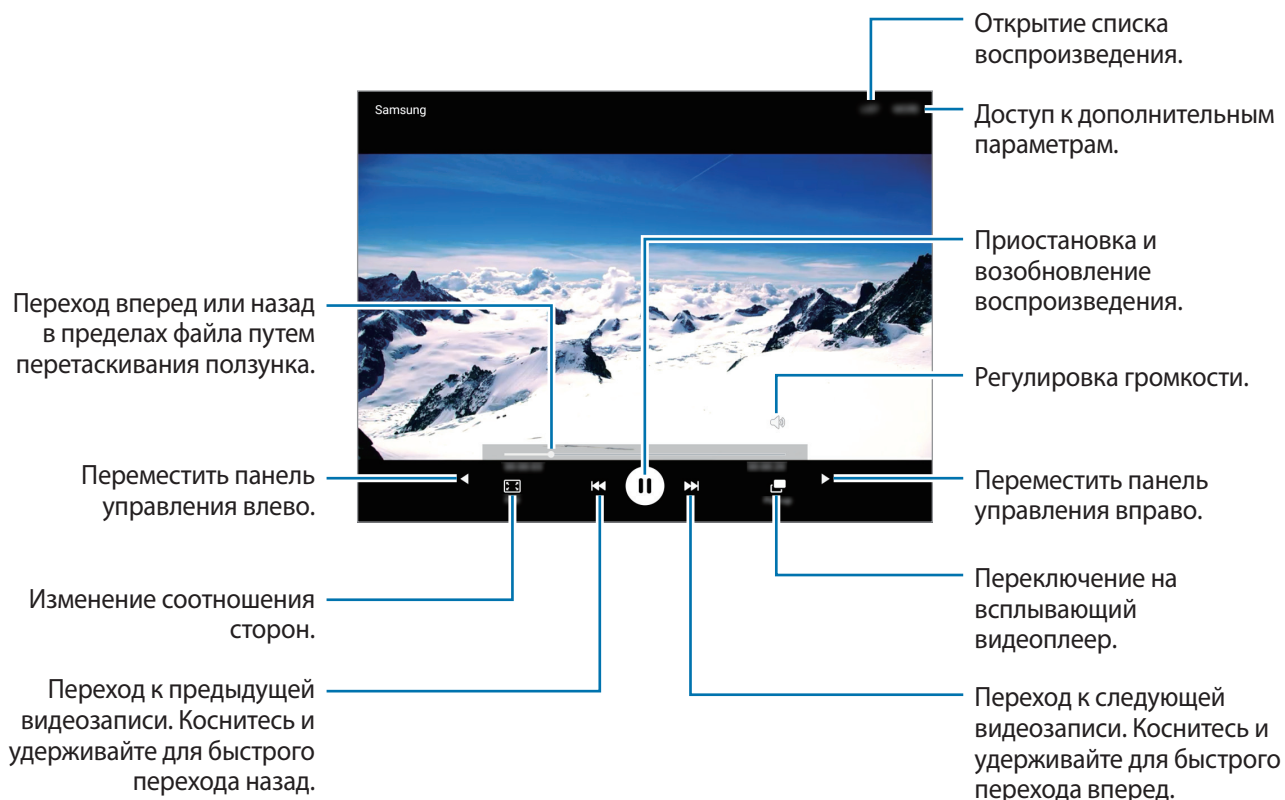 Открытие списка
воспроизведения.
Samsung
Доступ к дополнительным
параметрам.
Приостановка и
возобновление
воспроизведения.
Переход вперед или назад
в пределах файла путем
перетаскивания ползунка.
Регулировка громкости.
Переместить панель
управления влево.
Переместить панель
управления вправо.
Изменение соотношения
сторон.
Переключение на
всплывающий
видеоплеер.
Переход к предыдущей
видеозаписи. Коснитесь и
удерживайте для быстрого
перехода назад.
Переход к следующей
видеозаписи. Коснитесь и
удерживайте для быстрого
перехода вперед.